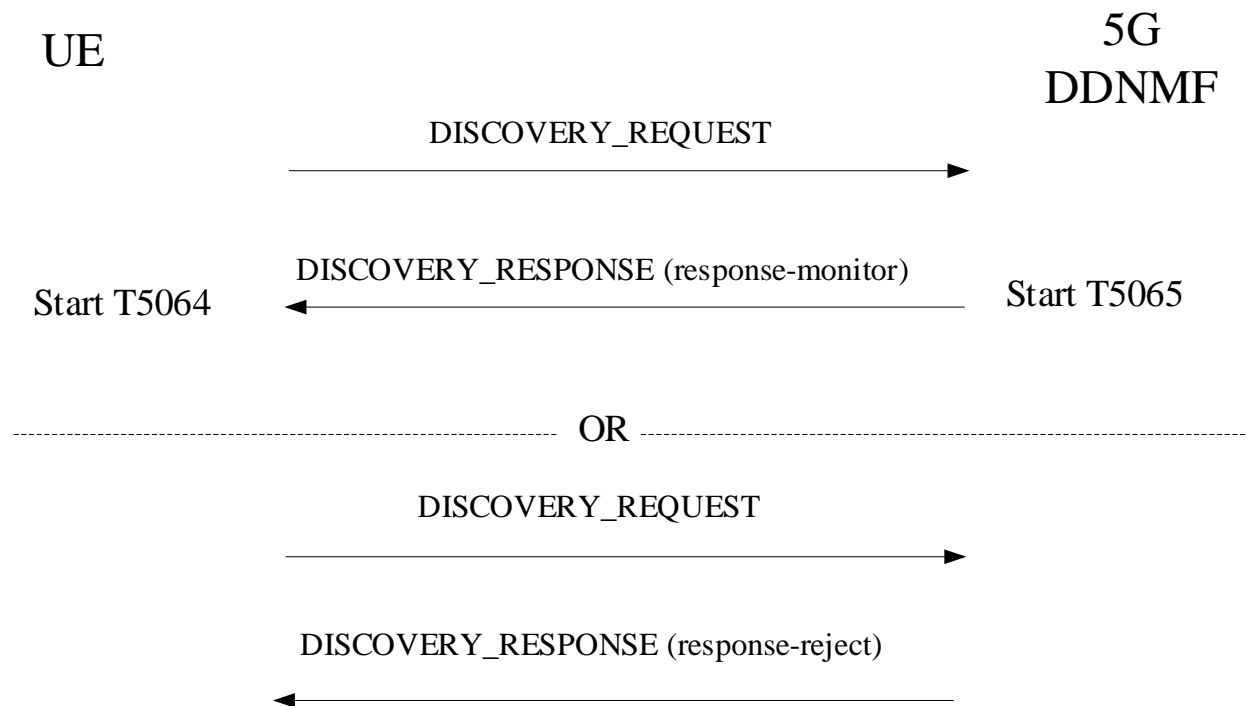 UE
5G
DDNMF
DISCOVERY_REQUEST
DISCOVERY_RESPONSE (response-monitor)
Start T5064
Start T5065
OR
DISCOVERY_REQUEST
DISCOVERY_RESPONSE (response-reject)